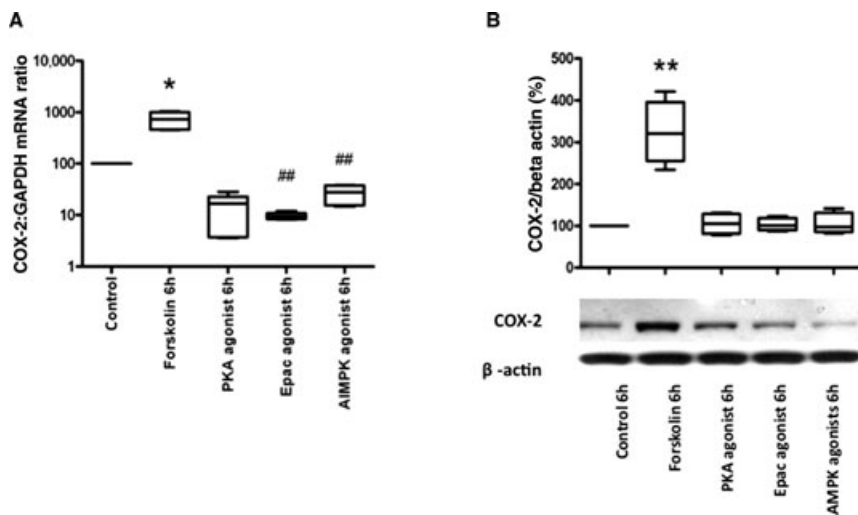 A
COX-2:GAPDH mRNA ratio
10,000
1000
100
10
1
*
##
##
Control
Forskolin 6h
PKA agonist 6h
Epac agonist 6h
AIMPK agonist 6h
B
COX-2/beta actin (%)
500
400
300
200
100
0
**
COX-2
β -actin
Control 6h
Forskolin 6h
PKA agonist 6h
Epac agonist 6h
AMPK agonists 6h